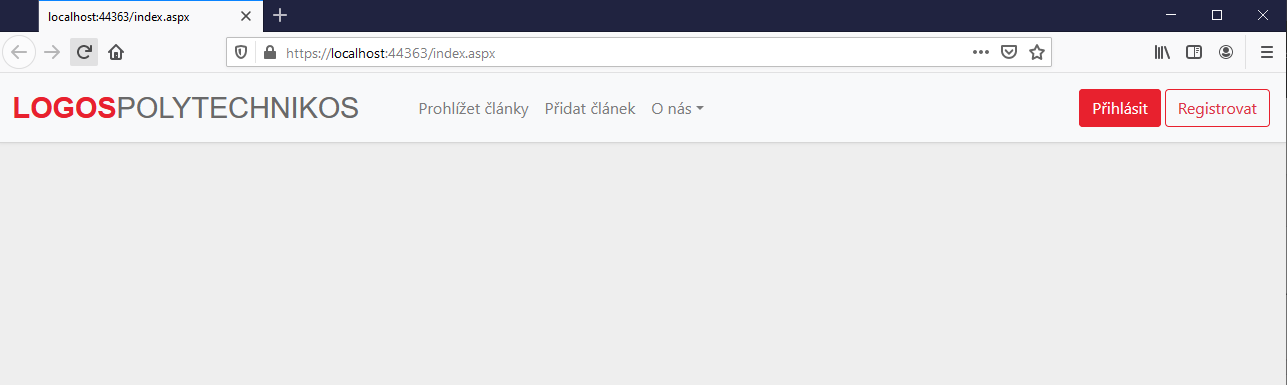 localhost:44363/index.aspx
https://localhost:44363/index.aspx
LOGOSPOLYTECHNIKOS Prohlížet články Přidat článek O nás Přihlásit Registrovat